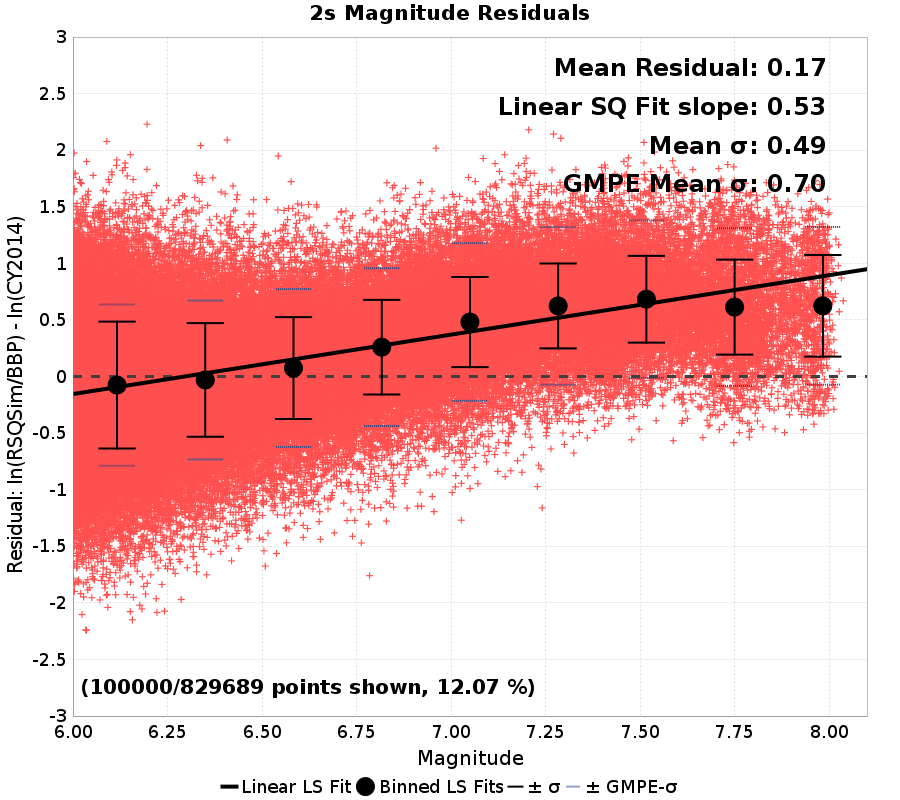 2s Magnitude Residuals
Mean Residual: 0.17
Linear SQ Fit slope: 0.53
Mean σ: 0.49
GMPE Mean σ: 0.70
Residual: ln(RSQSim/BBP) - ln(CY2014)
3
2.5
2
1.5
1
0.5
0
-0.5
-1
-1.5
-2
-2.5
-3
(100000/829689 points shown, 12.07 %)
6.00 6.25 6.50 6.75 7.00 7.25 7.50 7.75 8.00
Magnitude
Linear LS Fit Binned LS Fits ± σ ± GMPE-σ